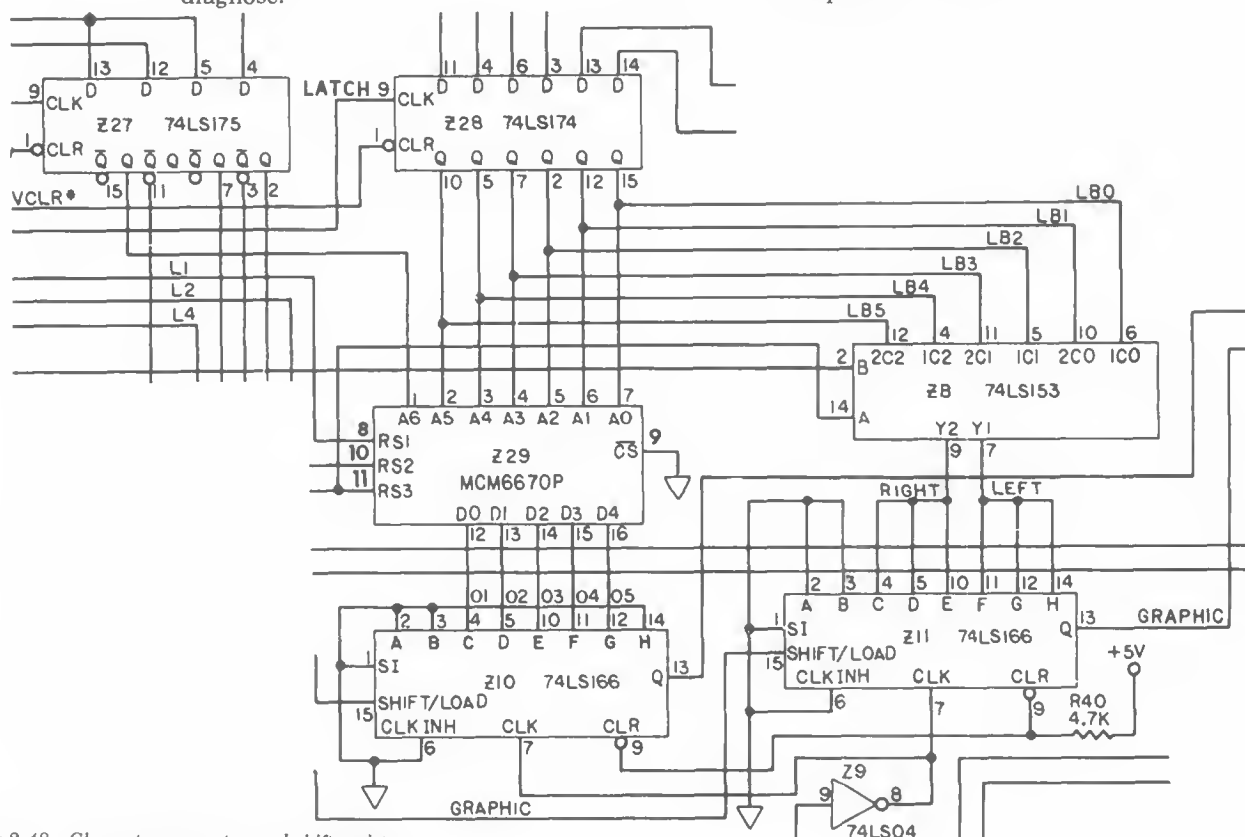 diagnose.
13 12 5 4
D D D D
9 CLK
Z27 74LS175
1 CLR
Q Q Q Q Q Q Q
15 11 7 3 2
VCLR*
L1
L2
L4
11 4 6 3 13 14
D D D D D D
LATCH 9 CLK
Z28 74LS174
1 CLR
Q Q Q Q Q Q
10 5 7 2 12 15
LB0
LB1
LB2
LB3
LB4
LB5
12 4 11 5 10 6
2C2 1C2 2C1 1C1 2C0 1C0
2 B
Z8 74LS153
14 A
Y2 Y1
9 7
RIGHT LEFT
1 2 3 4 5 6 7
A6 A5 A4 A3 A2 A1 A0
8 RS1
10 RS2
11 RS3
Z29
MCM6670P
CS 9
D0 D1 D2 D3 D4
12 13 14 15 16
O1 O2 O3 O4 O5
2 3 4 5 10 11 12 14
A B C D E F G H
1 SI
Z10 74LS166
Q 13
SHIFT/LOAD
15
CLK INH CLK CLR
6 7 9
2 3 4 5 10 11 12 14
A B C D E F G H
1 SI
Z11 74LS166
Q 13
GRAPHIC
SHIFT/LOAD
15
CLK INH CLK CLR
6 7 9
+5V
R40
4.7K
Z9
9 8
74LS04
GRAPHIC